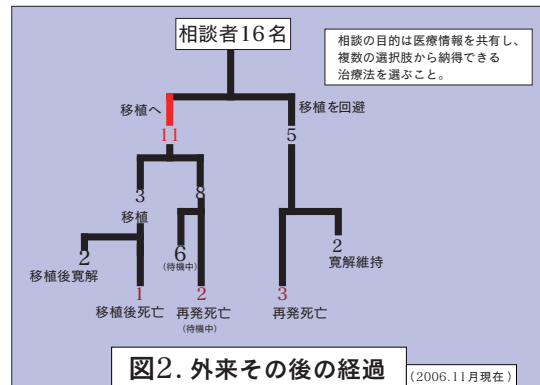 相談者16名
相談の目的は医療情報を共有し、
複数の選択肢から納得できる
治療法を選ぶこと。
移植へ
移植を回避
11
5
3
8
移植
2
移植後寛解
6
(待機中)
2
寛解維持
1
移植後死亡
2
再発死亡
(待機中)
3
再発死亡
図2. 外来その後の経過
(2006.11月現在)